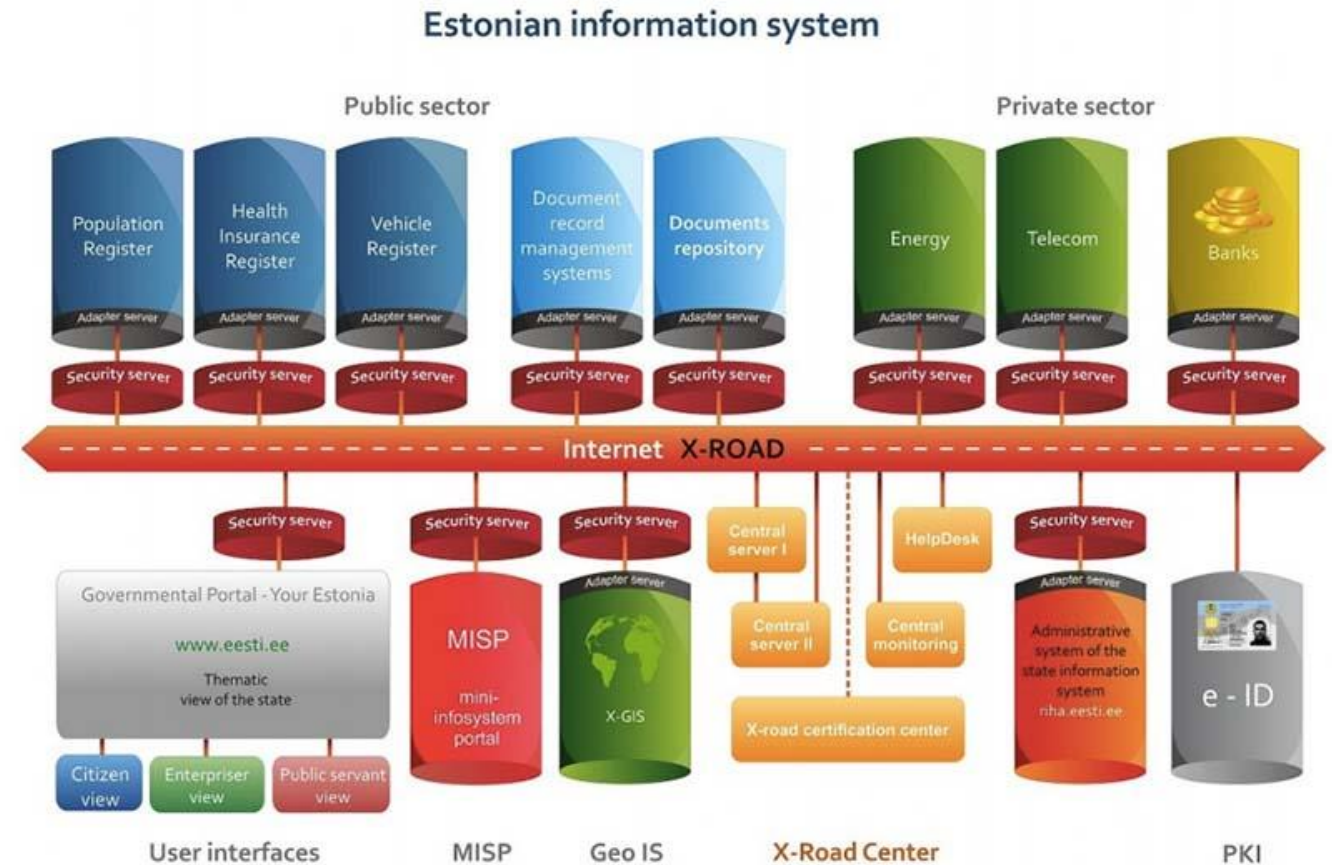 Estonian information system
Public sector
Private sector
Population
Register
Health
Insurance
Register
Vehicle
Register
Document
record
management
systems
Documents
repository
Energy
Telecom
Banks
Adapter server
Adapter server
Adapter server
Adapter server
Adapter server
Adapter server
Adapter server
Adapter server
Security server
Security server
Security server
Security server
Security server
Security server
Security server
Security server
Internet X-ROAD
Security server
Security server
Security server
Central
server I
HelpDesk
Security server
Governmental Portal - Your Estonia
www.eesti.ee
Thematic
view of the state
MISP
mini-
infosystem
portal
Adapter server
X-GIS
Central
server II
Central
monitoring
X-road certification center
Adapter server
Administrative
system of the
state information
system
riha.eesti.ee
e - ID
Citizen
view
Enterpriser
view
Public servant
view
User interfaces
MISP
Geo IS
X-Road Center
PKI